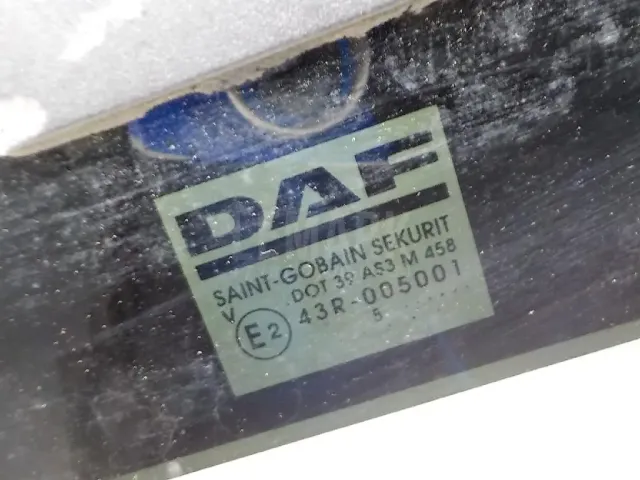 DAF
SAINT-GOBAIN SEKURIT
DOT 39 AS3 M 458
V
E2 43R-005001
5.......